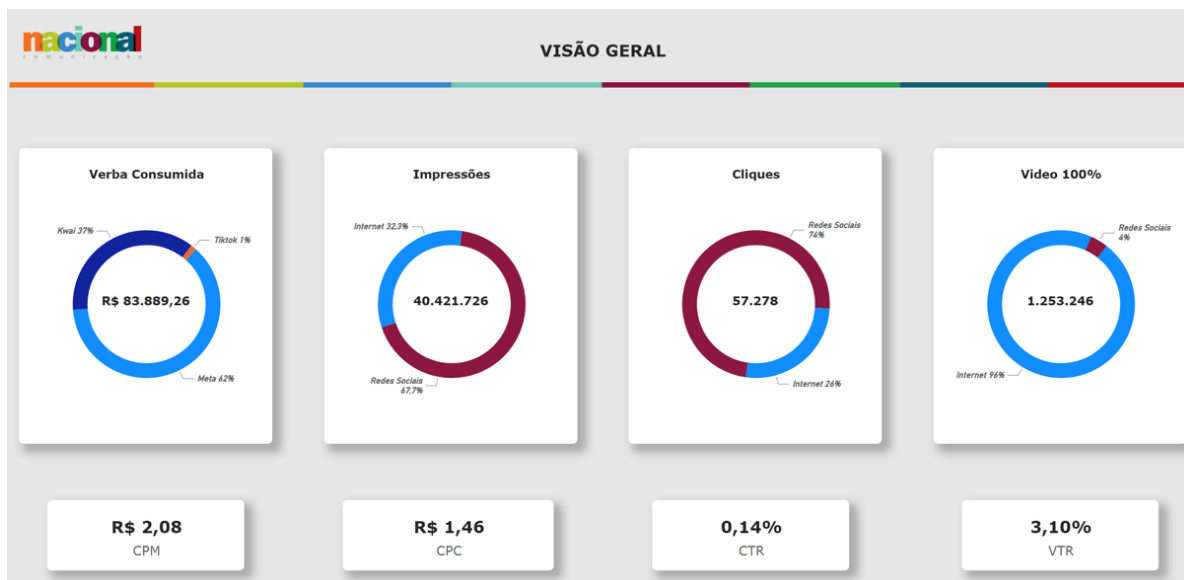 nacional
comunicação
VISÃO GERAL
Verba Consumida
Kwai 37%
Tiktok 1%
R$ 83.889,26
Meta 62%
Impressões
Internet 32,3%
40.421.726
Redes Sociais
67,7%
Cliques
Redes Sociais
74%
57.278
Internet 26%
Video 100%
Redes Sociais
4%
1.253.246
Internet 96%
R$ 2,08
CPM
R$ 1,46
CPC
0,14%
CTR
3,10%
VTR